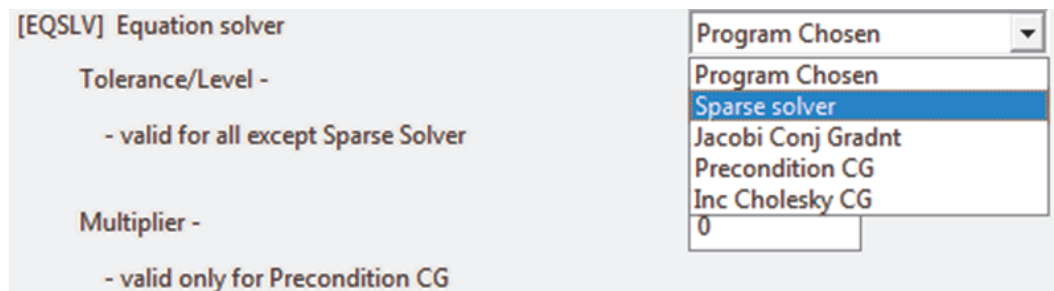 [EQSLV] Equation solver
Program Chosen
Tolerance/Level -
Program Chosen
Sparse solver
- valid for all except Sparse Solver
Jacobi Conj Gradnt
Precondition CG
Inc Cholesky CG
Multiplier -
0
- valid only for Precondition CG